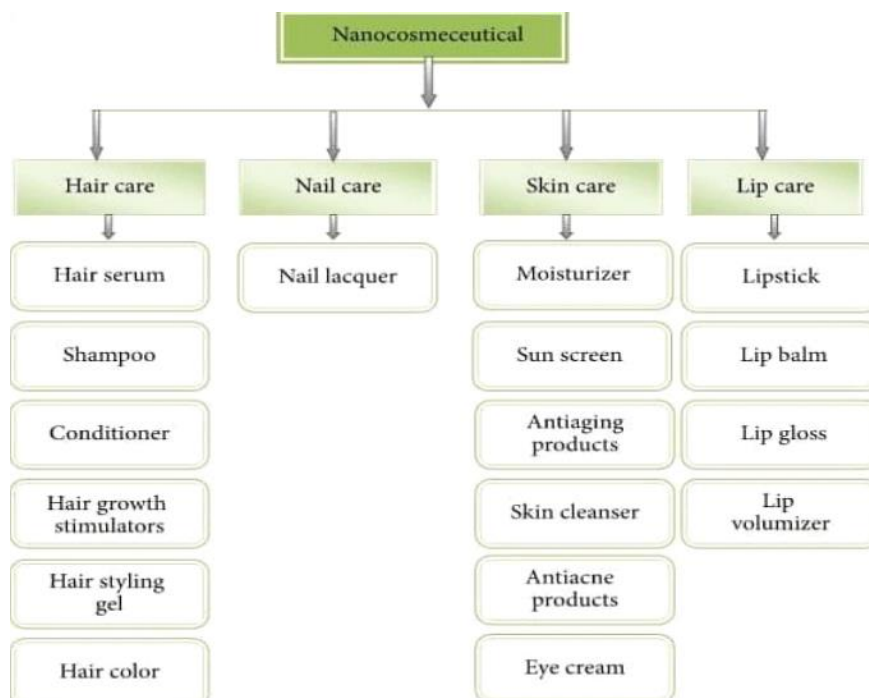 Nanocosmeceutical
Hair care
Nail care
Skin care
Lip care
Hair serum
Shampoo
Conditioner
Hair growth
stimulators
Hair styling
gel
Hair color
Nail lacquer
Moisturizer
Sun screen
Antiaging
products
Skin cleanser
Antiacne
products
Eye cream
Lipstick
Lip balm
Lip gloss
Lip
volumizer